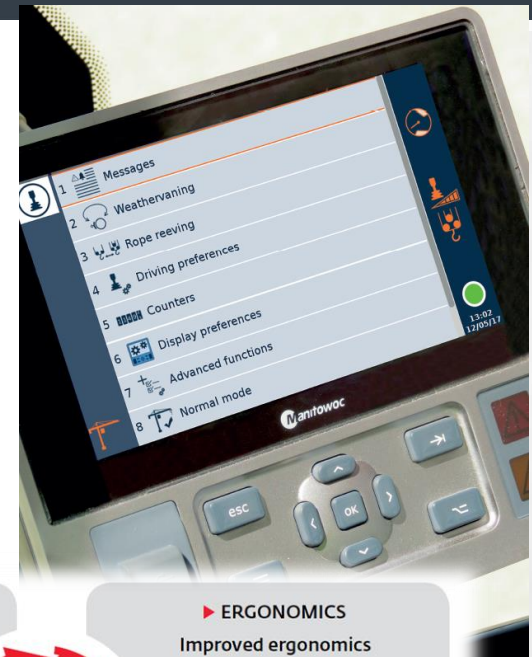 1 Messages
2 Weathervaning
3 Rope reeving
4 Driving preferences
5 Counters
6 Display preferences
7 Advanced functions
8 Normal mode
13:02
12/05/17
Manitowoc
esc
OK
▶ ERGONOMICS
Improved ergonomics